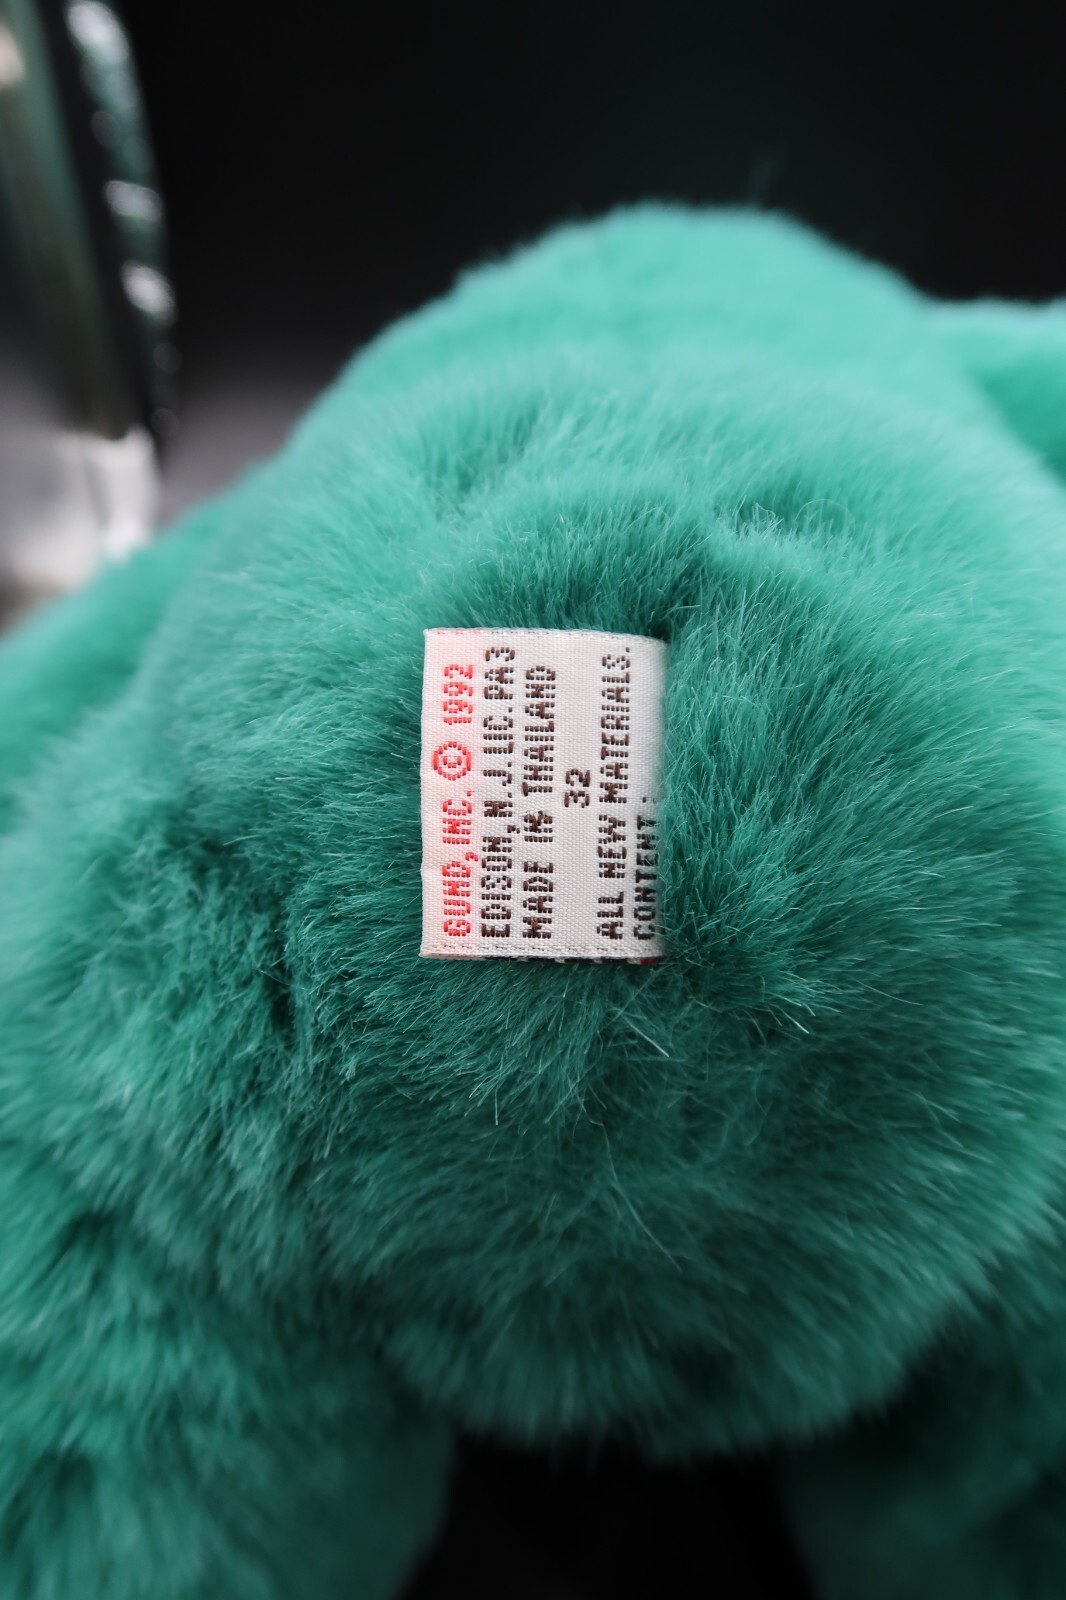 GUND, INC. © 1992
EDISON, N.J. LIC. PA3
MADE IN THAILAND
32
ALL NEW MATERIALS.
CONTENT: